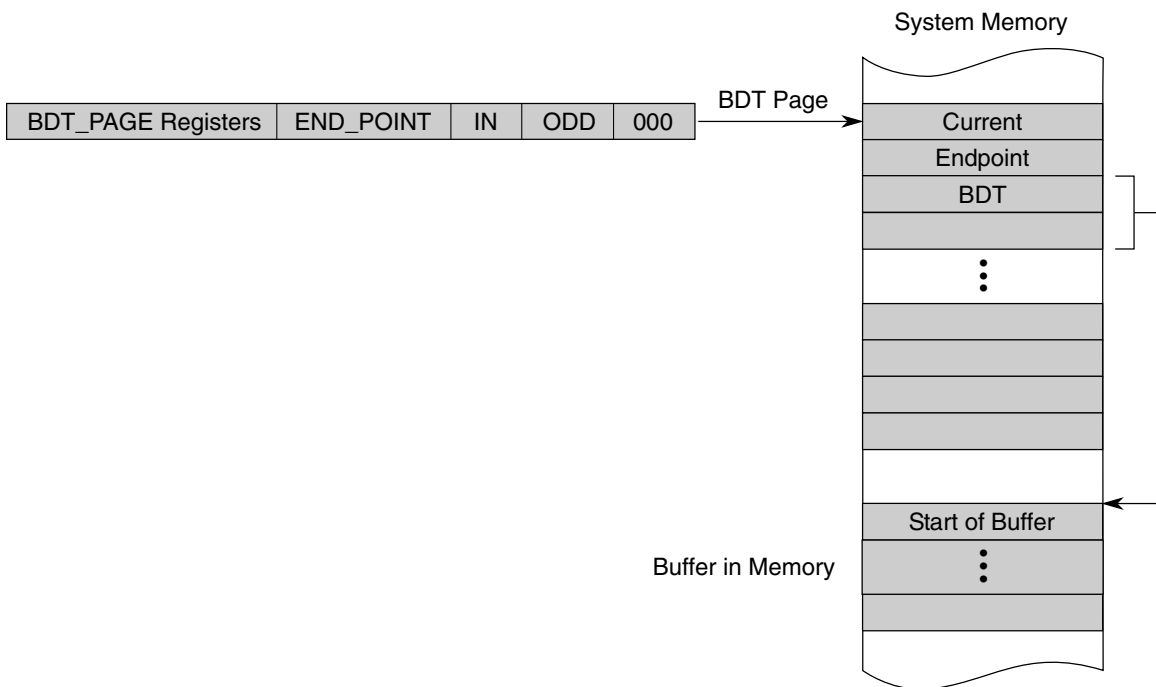 System Memory
BDT Page
BDT_PAGE Registers END_POINT IN ODD 000
Current
Endpoint
BDT
Start of Buffer
Buffer in Memory